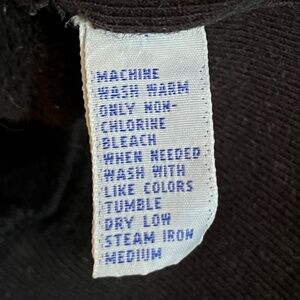 MACHINE
WASH WARM
ONLY NON-
CHLORINE
BLEACH
WHEN NEEDED
WASH WITH
LIKE COLORS
TUMBLE
DRY LOW
STEAM IRON
MEDIUM